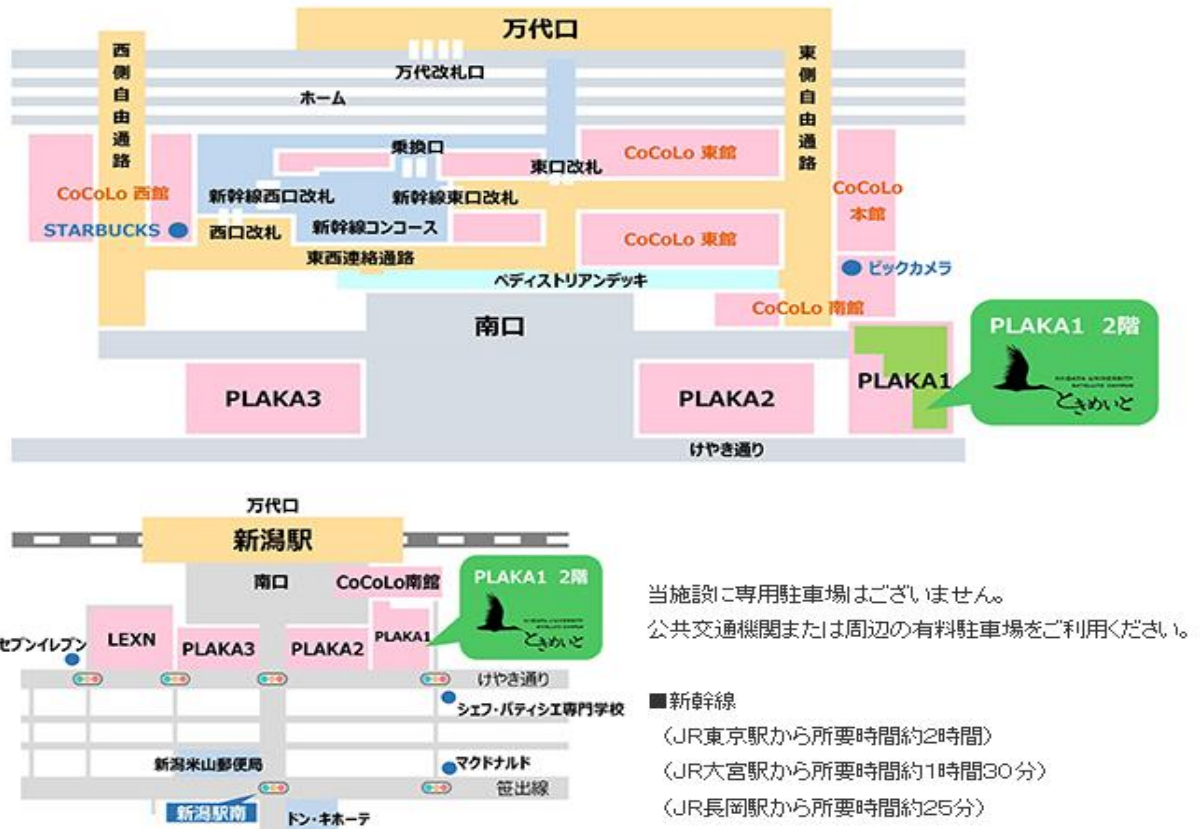 万代口
西側自由通路
東側自由通路
万代改札口
ホーム
乗換口
CoCoLo 東館
東口改札
CoCoLo 西館
新幹線西口改札
新幹線東口改札
CoCoLo
本館
STARBUCKS
西口改札
新幹線コンコース
CoCoLo 東館
東西連絡通路
ビックカメラ
ペディストリアンデッキ
CoCoLo 南館
南口
PLAKA1 2階
NIIGATA UNIVERSITY
SATELLITE CAMPUS
ときめいと
PLAKA3
PLAKA2
PLAKA1
けやき通り
万代口
新潟駅
南口
CoCoLo南館
PLAKA1 2階
ときめいと
セブンイレブン
LEXN
PLAKA3
PLAKA2
PLAKA1
けやき通り
シェフ・パティシエ専門学校
新潟米山郵便局
マクドナルド
笹出線
新潟駅南
ドン・キホーテ
当施設に専用駐車場はございません。
公共交通機関または周辺の有料駐車場をご利用ください。
■新幹線
(JR東京駅から所要時間約2時間)
(JR大宮駅から所要時間約1時間30分)
(JR長岡駅から所要時間約25分)